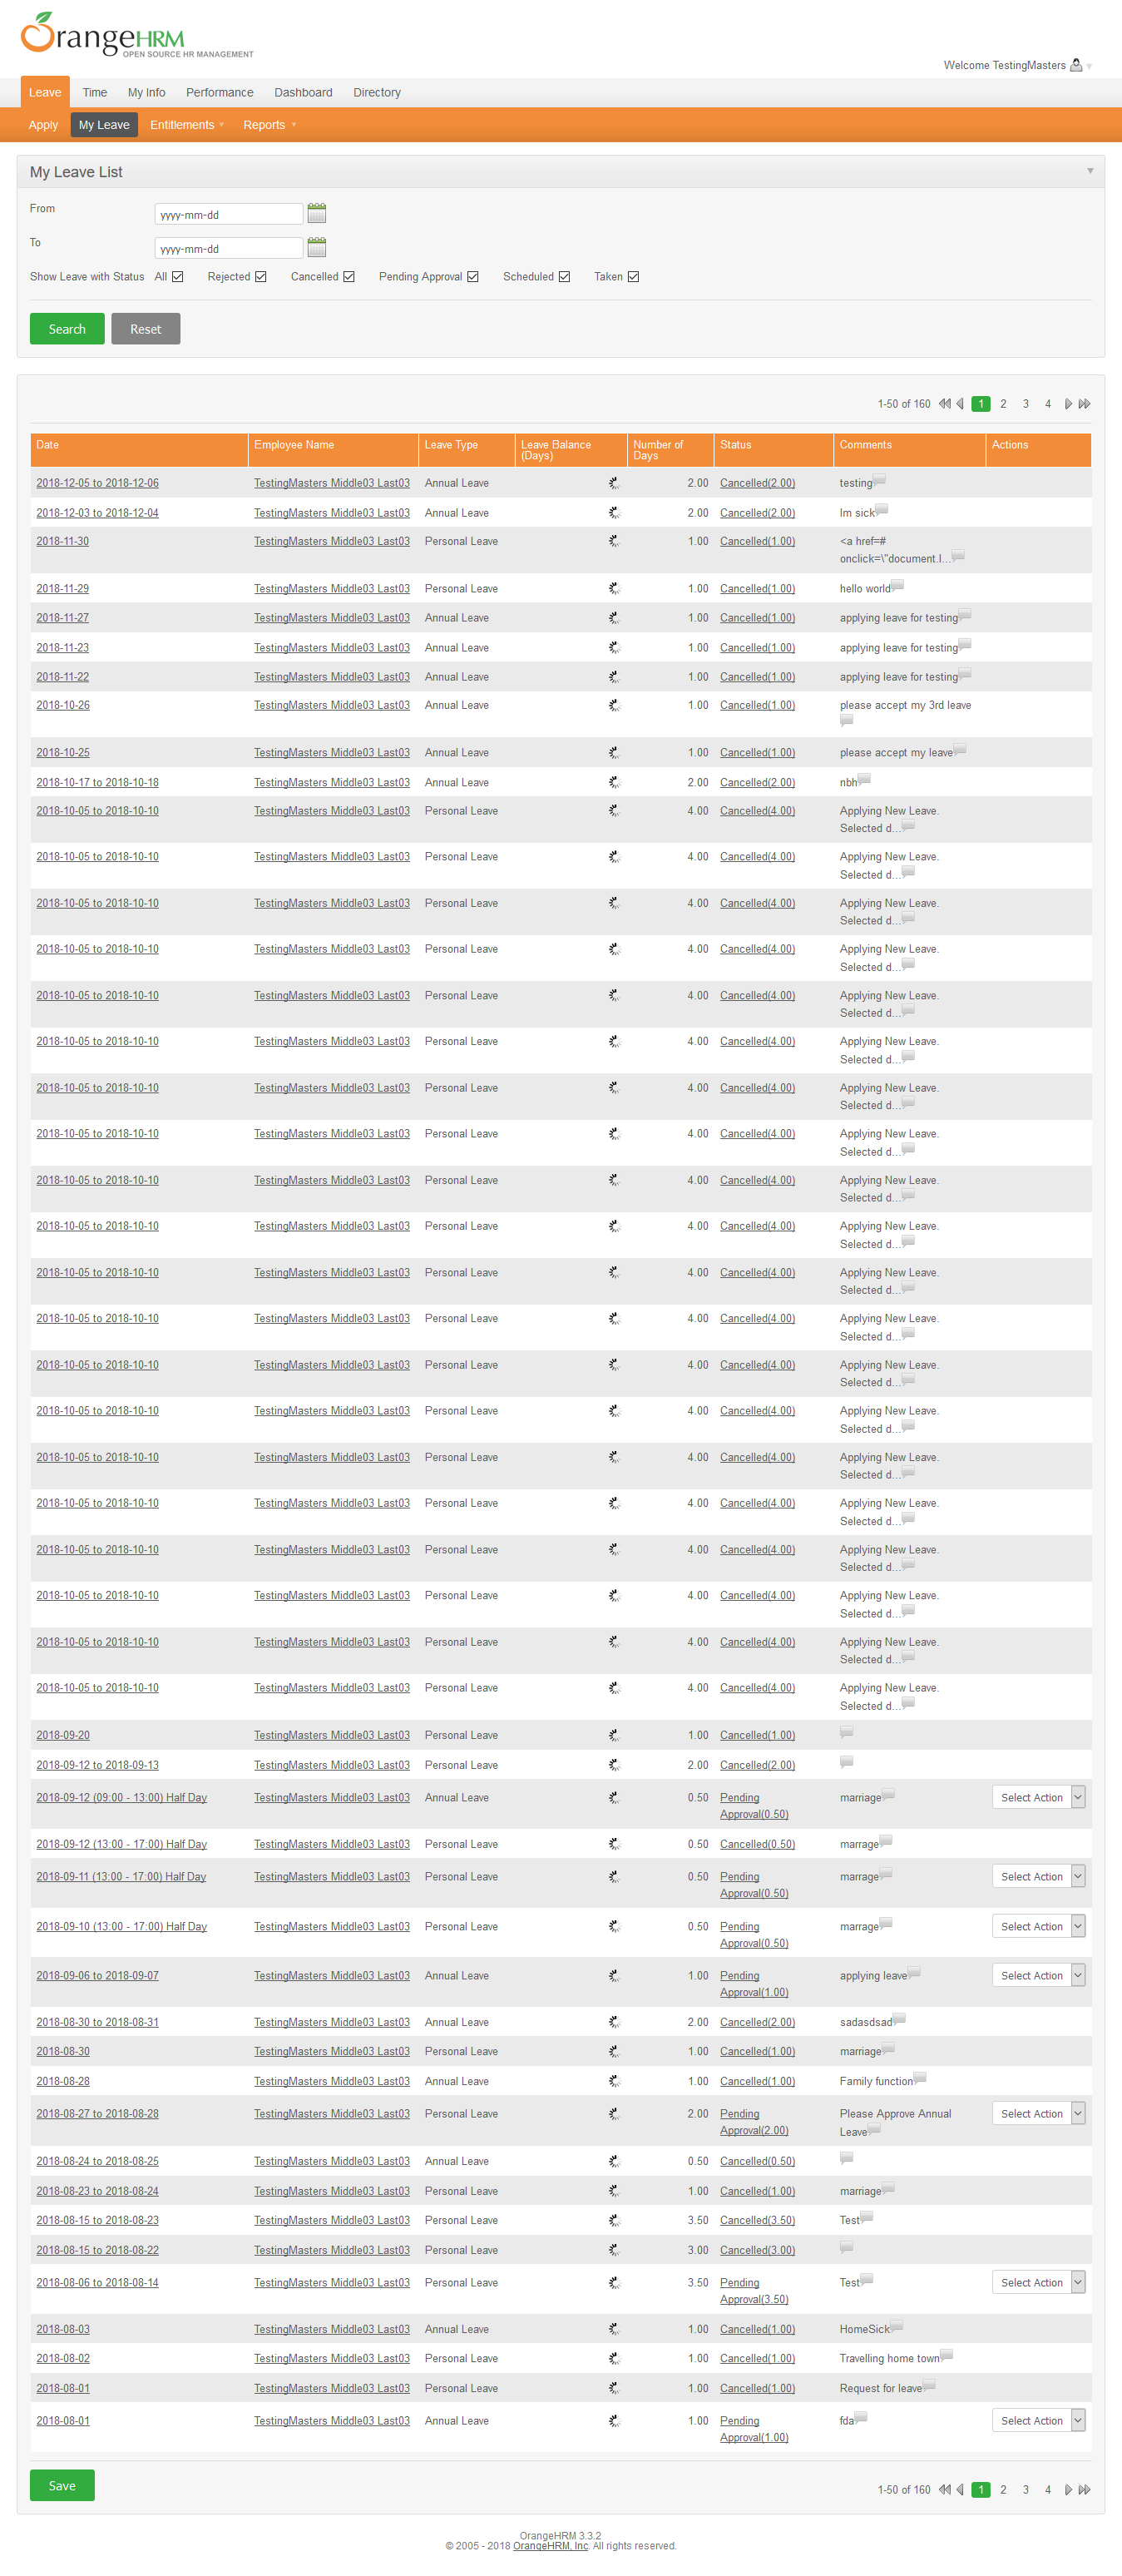 OrangeHRM
OPEN SOURCE HR MANAGEMENT
Welcome TestingMasters
Leave Time My Info Performance Dashboard Directory
Apply My Leave Entitlements Reports
My Leave List
From yyyy-mm-dd
To yyyy-mm-dd
Show Leave with Status All Rejected Cancelled Pending Approval Scheduled Taken
Search Reset
1-50 of 160 1 2 3 4
Date Employee Name Leave Type Leave Balance Number of Status Comments Actions
(Days) Days
2018-12-05 to 2018-12-06 TestingMasters Middle03 Last03 Annual Leave 2.00 Cancelled(2.00) testing
2018-12-03 to 2018-12-04 TestingMasters Middle03 Last03 Annual Leave 2.00 Cancelled(2.00) Im sick
2018-11-30 TestingMasters Middle03 Last03 Personal Leave 1.00 Cancelled(1.00) <a href=#
onclick=\"document.l...
2018-11-29 TestingMasters Middle03 Last03 Personal Leave 1.00 Cancelled(1.00) hello world
2018-11-27 TestingMasters Middle03 Last03 Annual Leave 1.00 Cancelled(1.00) applying leave for testing
2018-11-23 TestingMasters Middle03 Last03 Annual Leave 1.00 Cancelled(1.00) applying leave for testing
2018-11-22 TestingMasters Middle03 Last03 Annual Leave 1.00 Cancelled(1.00) applying leave for testing
2018-10-26 TestingMasters Middle03 Last03 Annual Leave 1.00 Cancelled(1.00) please accept my 3rd leave
2018-10-25 TestingMasters Middle03 Last03 Annual Leave 1.00 Cancelled(1.00) please accept my leave
2018-10-17 to 2018-10-18 TestingMasters Middle03 Last03 Annual Leave 2.00 Cancelled(2.00) nbh
2018-10-05 to 2018-10-10 TestingMasters Middle03 Last03 Personal Leave 4.00 Cancelled(4.00) Applying New Leave.
Selected d...
2018-10-05 to 2018-10-10 TestingMasters Middle03 Last03 Personal Leave 4.00 Cancelled(4.00) Applying New Leave.
Selected d...
2018-10-05 to 2018-10-10 TestingMasters Middle03 Last03 Personal Leave 4.00 Cancelled(4.00) Applying New Leave.
Selected d...
2018-10-05 to 2018-10-10 TestingMasters Middle03 Last03 Personal Leave 4.00 Cancelled(4.00) Applying New Leave.
Selected d...
2018-10-05 to 2018-10-10 TestingMasters Middle03 Last03 Personal Leave 4.00 Cancelled(4.00) Applying New Leave.
Selected d...
2018-10-05 to 2018-10-10 TestingMasters Middle03 Last03 Personal Leave 4.00 Cancelled(4.00) Applying New Leave.
Selected d...
2018-10-05 to 2018-10-10 TestingMasters Middle03 Last03 Personal Leave 4.00 Cancelled(4.00) Applying New Leave.
Selected d...
2018-10-05 to 2018-10-10 TestingMasters Middle03 Last03 Personal Leave 4.00 Cancelled(4.00) Applying New Leave.
Selected d...
2018-10-05 to 2018-10-10 TestingMasters Middle03 Last03 Personal Leave 4.00 Cancelled(4.00) Applying New Leave.
Selected d...
2018-10-05 to 2018-10-10 TestingMasters Middle03 Last03 Personal Leave 4.00 Cancelled(4.00) Applying New Leave.
Selected d...
2018-10-05 to 2018-10-10 TestingMasters Middle03 Last03 Personal Leave 4.00 Cancelled(4.00) Applying New Leave.
Selected d...
2018-10-05 to 2018-10-10 TestingMasters Middle03 Last03 Personal Leave 4.00 Cancelled(4.00) Applying New Leave.
Selected d...
2018-10-05 to 2018-10-10 TestingMasters Middle03 Last03 Personal Leave 4.00 Cancelled(4.00) Applying New Leave.
Selected d...
2018-10-05 to 2018-10-10 TestingMasters Middle03 Last03 Personal Leave 4.00 Cancelled(4.00) Applying New Leave.
Selected d...
2018-10-05 to 2018-10-10 TestingMasters Middle03 Last03 Personal Leave 4.00 Cancelled(4.00) Applying New Leave.
Selected d...
2018-10-05 to 2018-10-10 TestingMasters Middle03 Last03 Personal Leave 4.00 Cancelled(4.00) Applying New Leave.
Selected d...
2018-10-05 to 2018-10-10 TestingMasters Middle03 Last03 Personal Leave 4.00 Cancelled(4.00) Applying New Leave.
Selected d...
2018-10-05 to 2018-10-10 TestingMasters Middle03 Last03 Personal Leave 4.00 Cancelled(4.00) Applying New Leave.
Selected d...
2018-10-05 to 2018-10-10 TestingMasters Middle03 Last03 Personal Leave 4.00 Cancelled(4.00) Applying New Leave.
Selected d...
2018-10-05 to 2018-10-10 TestingMasters Middle03 Last03 Personal Leave 4.00 Cancelled(4.00) Applying New Leave.
Selected d...
2018-09-20 TestingMasters Middle03 Last03 Personal Leave 1.00 Cancelled(1.00)
2018-09-12 to 2018-09-13 TestingMasters Middle03 Last03 Personal Leave 2.00 Cancelled(2.00)
2018-09-12 (09:00 - 13:00) Half Day TestingMasters Middle03 Last03 Annual Leave 0.50 Pending marriage Select Action
Approval(0.50)
2018-09-12 (13:00 - 17:00) Half Day TestingMasters Middle03 Last03 Personal Leave 0.50 Cancelled(0.50) marrage
2018-09-11 (13:00 - 17:00) Half Day TestingMasters Middle03 Last03 Personal Leave 0.50 Pending marrage Select Action
Approval(0.50)
2018-09-10 (13:00 - 17:00) Half Day TestingMasters Middle03 Last03 Personal Leave 0.50 Pending marrage Select Action
Approval(0.50)
2018-09-06 to 2018-09-07 TestingMasters Middle03 Last03 Annual Leave 1.00 Pending applying leave Select Action
Approval(1.00)
2018-08-30 to 2018-08-31 TestingMasters Middle03 Last03 Annual Leave 2.00 Cancelled(2.00) sadasdsad
2018-08-30 TestingMasters Middle03 Last03 Personal Leave 1.00 Cancelled(1.00) marriage
2018-08-28 TestingMasters Middle03 Last03 Annual Leave 1.00 Cancelled(1.00) Family function
2018-08-27 to 2018-08-28 TestingMasters Middle03 Last03 Personal Leave 2.00 Pending Please Approve Annual Select Action
Approval(2.00) Leave
2018-08-24 to 2018-08-25 TestingMasters Middle03 Last03 Annual Leave 0.50 Cancelled(0.50)
2018-08-23 to 2018-08-24 TestingMasters Middle03 Last03 Personal Leave 1.00 Cancelled(1.00) marriage
2018-08-15 to 2018-08-23 TestingMasters Middle03 Last03 Personal Leave 3.50 Cancelled(3.50) Test
2018-08-15 to 2018-08-22 TestingMasters Middle03 Last03 Personal Leave 3.00 Cancelled(3.00)
2018-08-06 to 2018-08-14 TestingMasters Middle03 Last03 Personal Leave 3.50 Pending Test Select Action
Approval(3.50)
2018-08-03 TestingMasters Middle03 Last03 Annual Leave 1.00 Cancelled(1.00) HomeSick
2018-08-02 TestingMasters Middle03 Last03 Personal Leave 1.00 Cancelled(1.00) Travelling home town
2018-08-01 TestingMasters Middle03 Last03 Personal Leave 1.00 Cancelled(1.00) Request for leave
2018-08-01 TestingMasters Middle03 Last03 Annual Leave 1.00 Pending fda Select Action
Approval(1.00)
Save 1-50 of 160 1 2 3 4
OrangeHRM 3.3.2
© 2005 - 2018 OrangeHRM, Inc. All rights reserved.